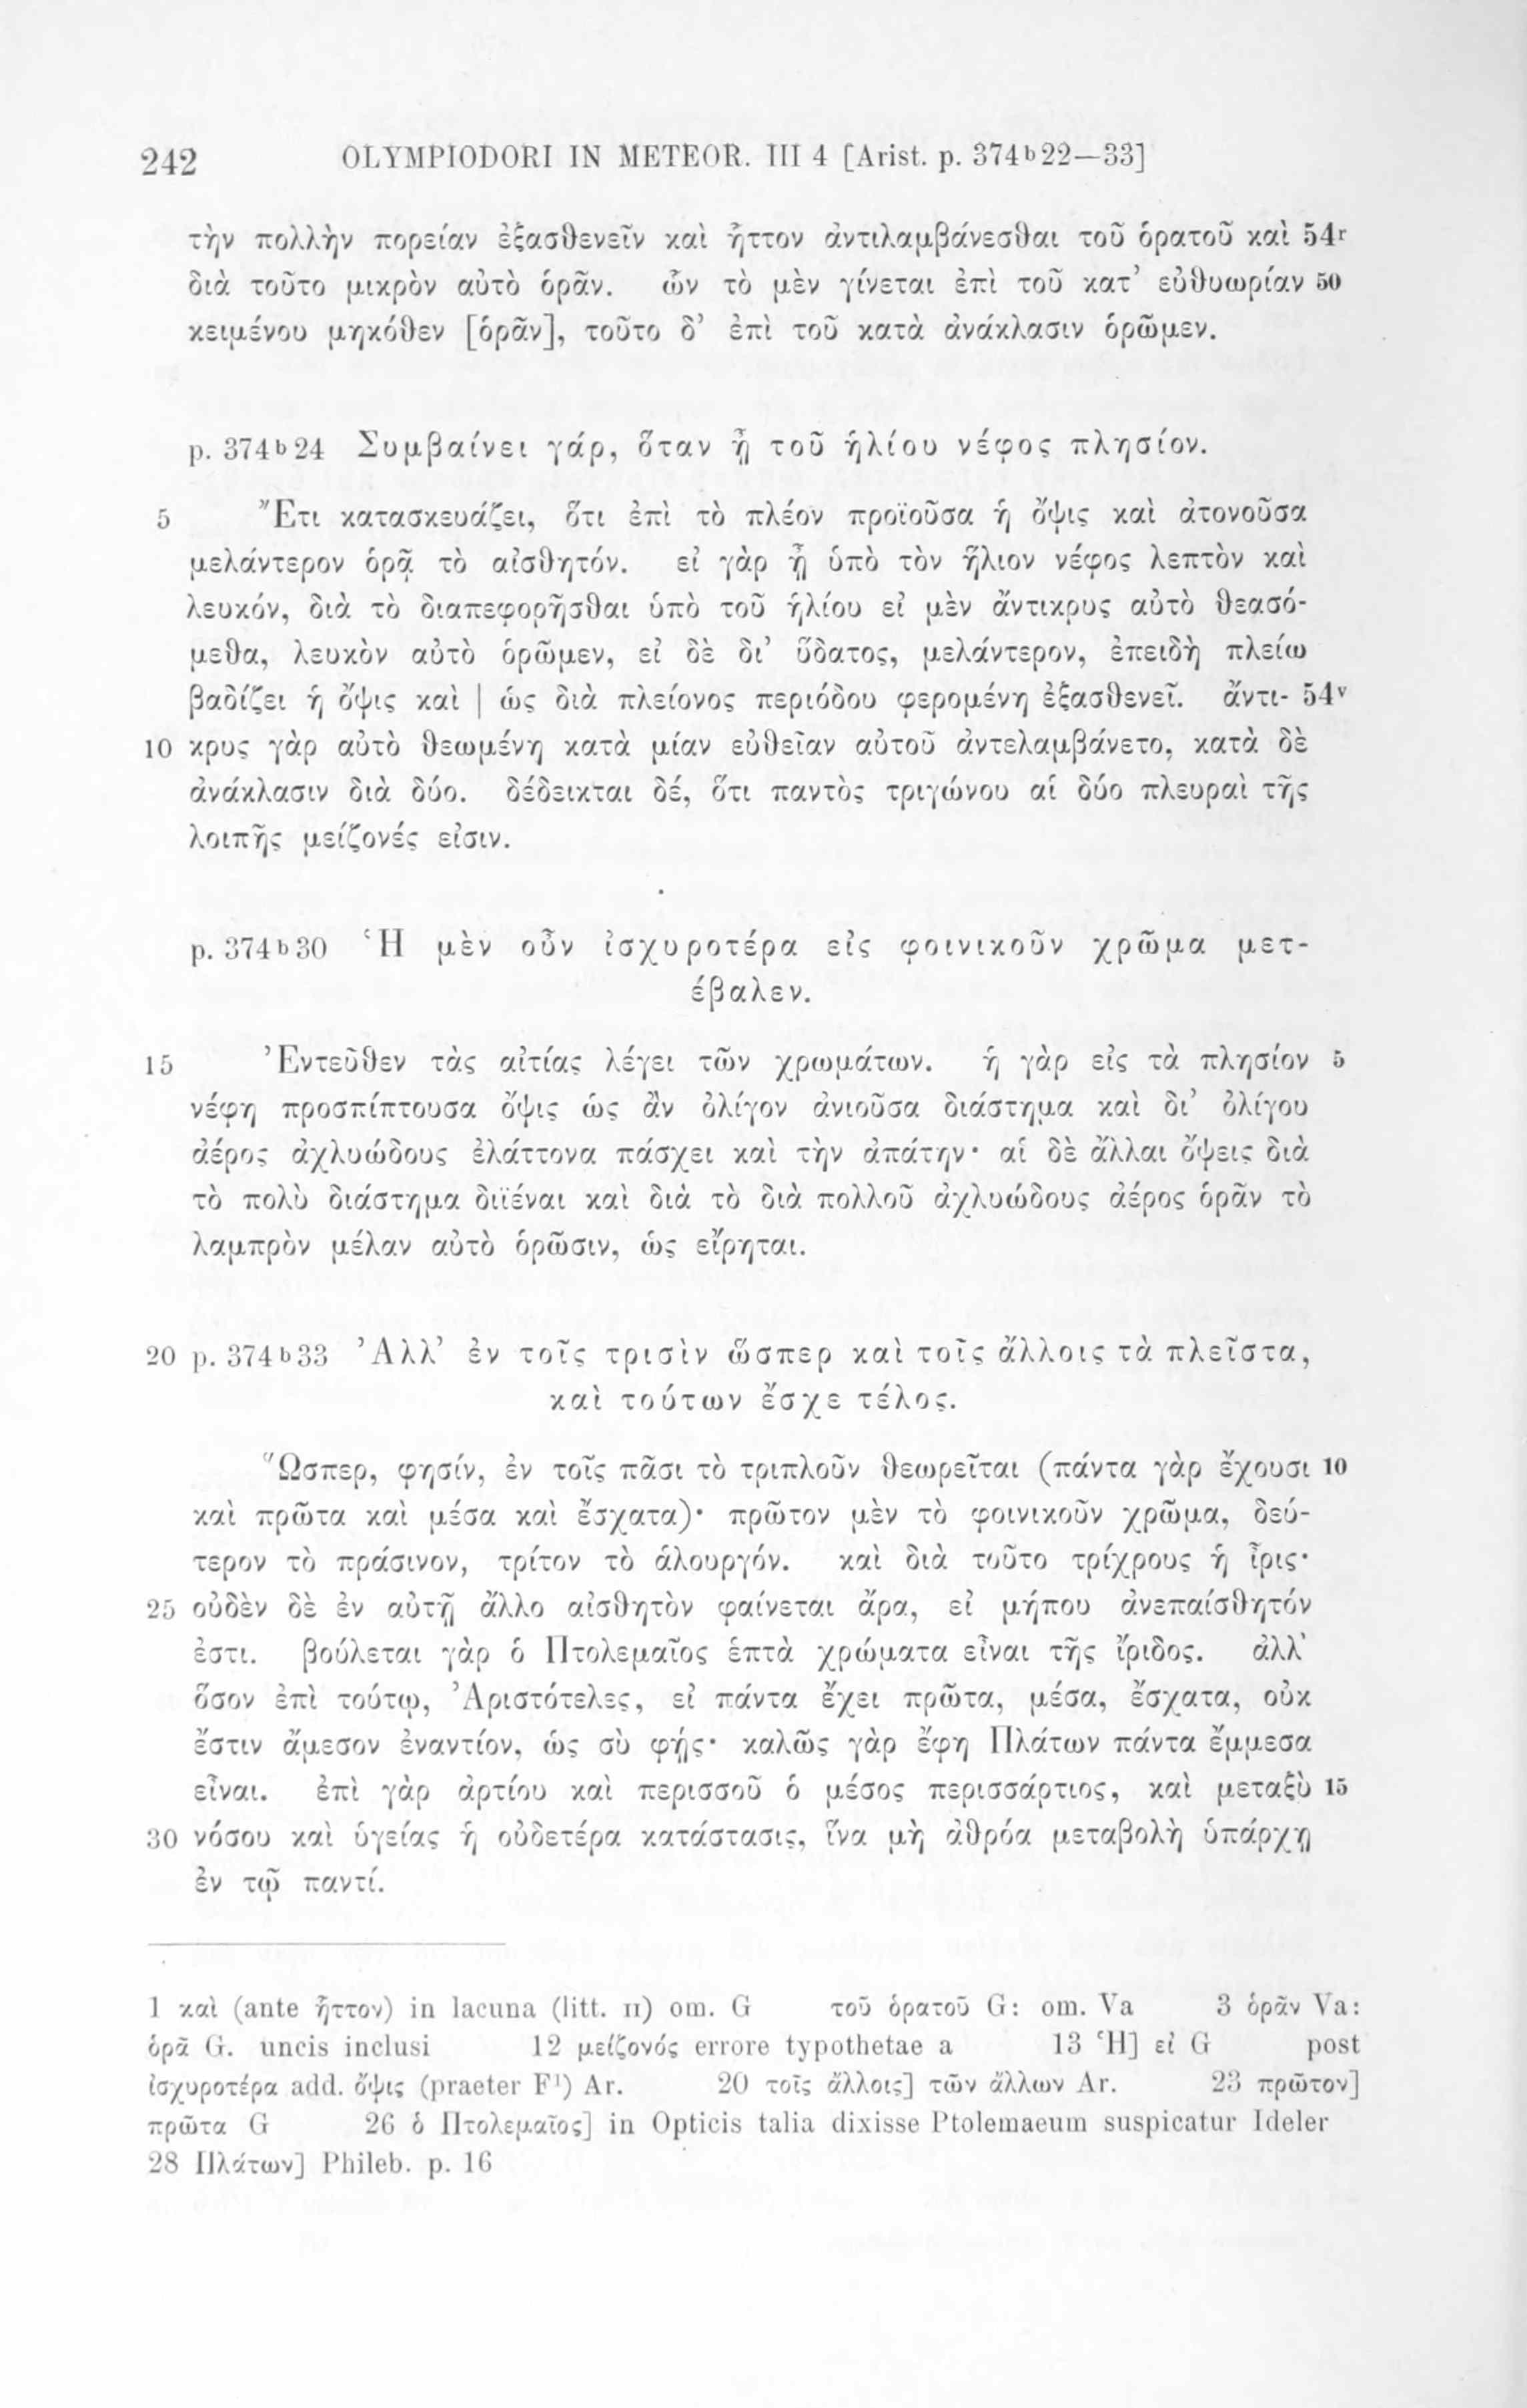 242 OLYMPIODORI IN METEOR. III 4 [Arist. p. 374b22—33]
τὴν πολλὴν πορείαν ἐξασθενεῖν καὶ ἧττον ἀντιλαμβάνεσθαι τοῦ ὁρατοῦ καὶ 54r
διὰ τοῦτο μικρὸν αὐτὸ ὁρᾶν. ὧν τὸ μὲν γίνεται ἐπὶ τοῦ κατ’ εὐθυωρίαν 50
κειμένου μηκόθεν [ὁρᾶν], τοῦτο δ’ ἐπὶ τοῦ κατὰ ἀνάκλασιν ὁρῶμεν.
p. 374b24 Συμβαίνει γάρ, ὅταν ᾖ τοῦ ἡλίου νέφος πλησίον.
5 Ἔτι κατασκευάζει, ὅτι ἐπὶ τὸ πλέον προϊοῦσα ἡ ὄψις καὶ ἀτονοῦσα
μελάντερον ὁρᾷ τὸ αἰσθητόν. εἰ γὰρ ᾖ ὑπὸ τὸν ἥλιον νέφος λεπτὸν καὶ
λευκόν, διὰ τὸ διαπεφορῆσθαι ὑπὸ τοῦ ἡλίου εἰ μὲν ἄντικρυς αὐτὸ θεασό-
μεθα, λευκὸν αὐτὸ ὁρῶμεν, εἰ δὲ δι’ ὕδατος, μελάντερον, ἐπειδὴ πλείω
βαδίζει ἡ ὄψις καὶ | ὡς διὰ πλείονος περιόδου φερομένη ἐξασθενεῖ. ἄντι- 54v
10 κρυς γὰρ αὐτὸ θεωμένη κατὰ μίαν εὐθεῖαν αὐτοῦ ἀντελαμβάνετο, κατὰ δὲ
ἀνάκλασιν διὰ δύο. δέδεικται δέ, ὅτι παντὸς τριγώνου αἱ δύο πλευραὶ τῆς
λοιπῆς μείζονές εἰσιν.
p. 374b30 Ἡ μὲν οὖν ἰσχυροτέρα εἰς φοινικοῦν χρῶμα μετ-
έβαλεν.
15 Ἐντεῦθεν τὰς αἰτίας λέγει τῶν χρωμάτων. ἡ γὰρ εἰς τὰ πλησίον 5
νέφη προσπίπτουσα ὄψις ὡς ἂν ὀλίγον ἀνιοῦσα διάστημα καὶ δι’ ὀλίγου
ἀέρος ἀχλυώδους ἐλάττονα πάσχει καὶ τὴν ἀπάτην· αἱ δὲ ἄλλαι ὄψεις διὰ
τὸ πολὺ διάστημα διϊέναι καὶ διὰ τὸ διὰ πολλοῦ ἀχλυώδους ἀέρος ὁρᾶν τὸ
λαμπρὸν μέλαν αὐτὸ ὁρῶσιν, ὡς εἴρηται.
20 p. 374b33 Ἀλλ’ ἐν τοῖς τρισὶν ὥσπερ καὶ τοῖς ἄλλοις τὰ πλεῖστα,
καὶ τούτων ἔσχε τέλος.
Ὥσπερ, φησίν, ἐν τοῖς πᾶσι τὸ τριπλοῦν θεωρεῖται (πάντα γὰρ ἔχουσι 10
καὶ πρῶτα καὶ μέσα καὶ ἔσχατα)· πρῶτον μὲν τὸ φοινικοῦν χρῶμα, δεύ-
τερον τὸ πράσινον, τρίτον τὸ ἁλουργόν. καὶ διὰ τοῦτο τρίχρους ἡ ἶρις·
25 οὐδὲν δὲ ἐν αὐτῇ ἄλλο αἰσθητὸν φαίνεται ἄρα, εἰ μήπου ἀνεπαίσθητόν
ἐστι. βούλεται γὰρ ὁ Πτολεμαῖος ἑπτὰ χρώματα εἶναι τῆς ἴριδος. ἀλλ’
ὅσον ἐπὶ τούτῳ, Ἀριστότελες, εἰ πάντα ἔχει πρῶτα, μέσα, ἔσχατα, οὐκ
ἔστιν ἄμεσον ἐναντίον, ὡς σὺ φῄς· καλῶς γὰρ ἔφη Πλάτων πάντα ἔμμεσα
εἶναι. ἐπὶ γὰρ ἀρτίου καὶ περισσοῦ ὁ μέσος περισσάρτιος, καὶ μεταξὺ 15
30 νόσου καὶ ὑγείας ἡ οὐδετέρα κατάστασις, ἵνα μὴ ἀθρόα μεταβολὴ ὑπάρχῃ
ἐν τῷ παντί.
1 καὶ (ante ἧττον) in lacuna (litt. II) om. G τοῦ ὁρατοῦ G: om. Va 3 ὁρᾶν Va:
ὁρᾶ G. uncis inclusi 12 μείζονός errore typothetae a 13 Ἡ] εἰ G post
ἰσχυροτέρα add. ὄψις (praeter F1) Ar. 20 τοῖς ἄλλοις] τῶν ἄλλων Ar. 23 πρῶτον]
πρῶτα G 26 ὁ Πτολεμαῖος] in Opticis talia dixisse Ptolemaeum suspicatur Ideler
28 Πλάτων] Phileb. p. 16